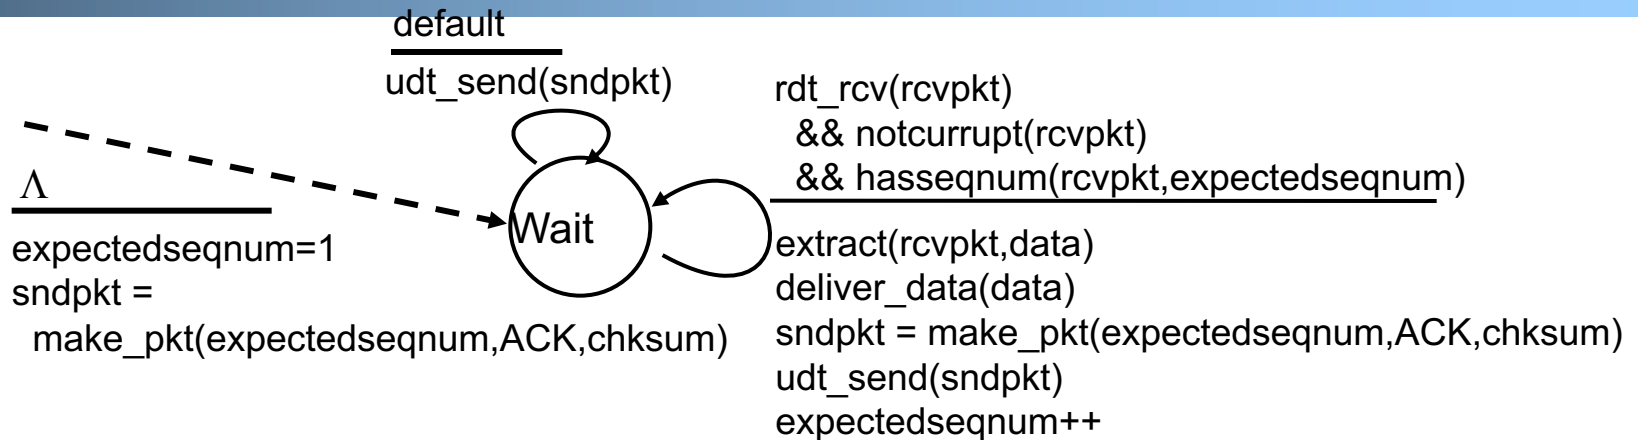 default
udt_send(sndpkt)
rdt_rcv(rcvpkt)
&& notcurrupt(rcvpkt)
&& hasseqnum(rcvpkt,expectedseqnum)
Λ
Wait
expectedseqnum=1
sndpkt =
make_pkt(expectedseqnum,ACK,chksum)
extract(rcvpkt,data)
deliver_data(data)
sndpkt = make_pkt(expectedseqnum,ACK,chksum)
udt_send(sndpkt)
expectedseqnum++